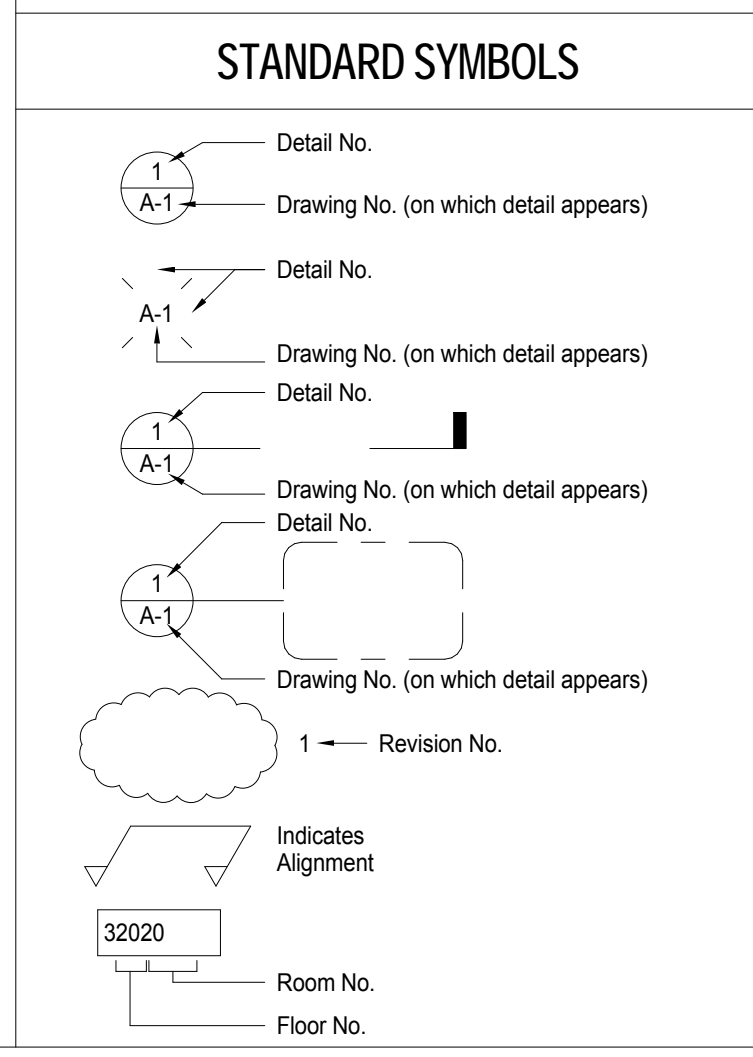 STANDARD SYMBOLS
1
Detail No.
A-1
Drawing No. (on which detail appears)
Detail No.
A-1
Drawing No. (on which detail appears)
Detail No.
1
A-1
Drawing No. (on which detail appears)
Detail No.
1
A-1
Drawing No. (on which detail appears)
1 Revision No.
Indicates
Alignment
32020
Room No.
Floor No.